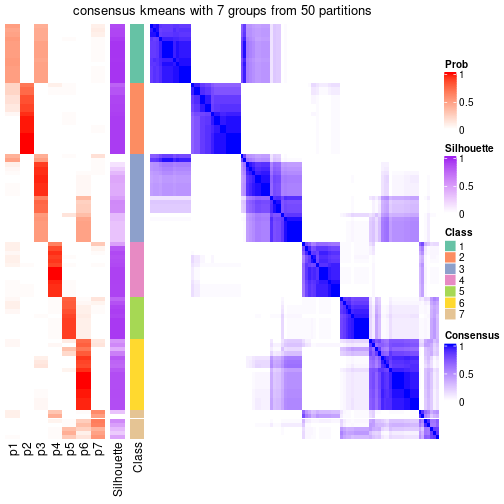 consensus kmeans with 7 groups from 50 partitions
Prob
1
0.5
0
Silhouette
1
0.5
0
Class
1
2
3
4
5
6
7
Consensus
1
0.5
0
p1
p2
p3
p4
p5
p6
p7
Silhouette
Class